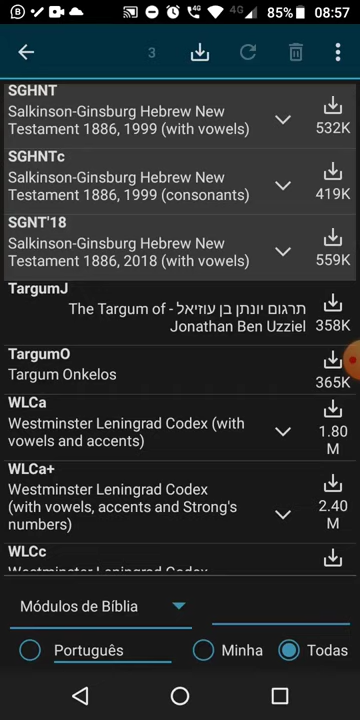 4G 85% 08:57
3
SGHNT
Salkinson-Ginsburg Hebrew New
Testament 1886, 1999 (with vowels)
532K
SGHNTc
Salkinson-Ginsburg Hebrew New
Testament 1886, 1999 (consonants)
419K
SGNT'18
Salkinson-Ginsburg Hebrew New
Testament 1886, 2018 (with vowels)
559K
TargumJ
The Targum of - תרגום יונתן בן עוזיאל
Jonathan Ben Uzziel
358K
TargumO
Targum Onkelos
365K
WLCa
Westminster Leningrad Codex (with
vowels and accents)
1.80
M
WLCa+
Westminster Leningrad Codex
(with vowels, accents and Strong's
numbers)
2.40
M
WLCc
Westminster Leningrad Codex
Módulos de Bíblia
Português
Minha
Todas